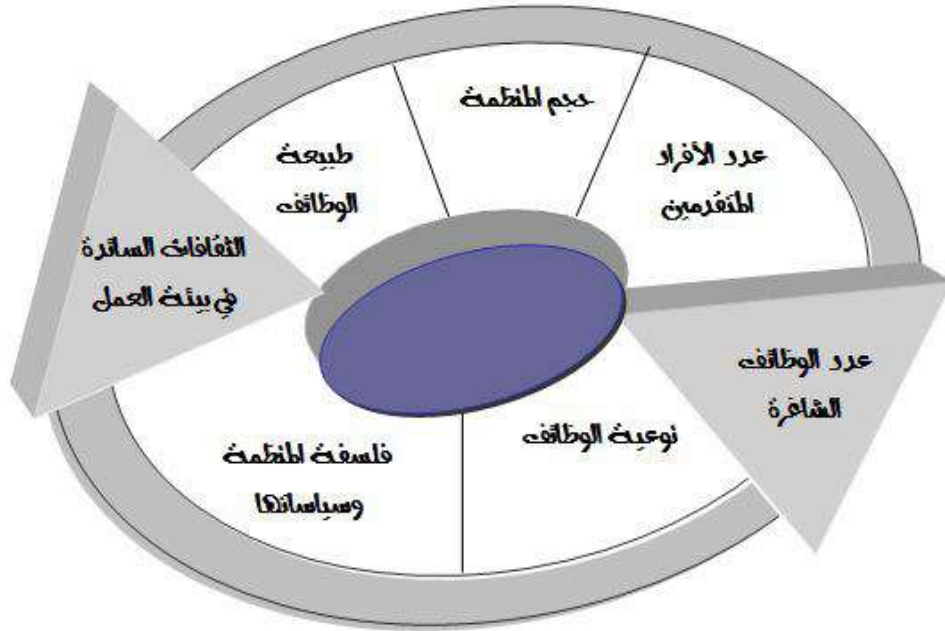 حجم المنظمة
عدد الأفراد
المتقدمين
طبيعة
الوظائف
الثقافات السائدة
في بيئة العمل
عدد الوظائف
الشاغرة
نوعية الوظائف
فلسفة المنظمة
وسياساتها